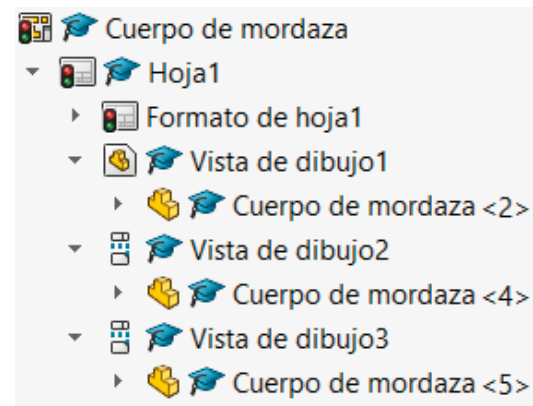 Cuerpo de mordaza
Hoja1
Formato de hoja1
Vista de dibujo1
Cuerpo de mordaza <2>
Vista de dibujo2
Cuerpo de mordaza <4>
Vista de dibujo3
Cuerpo de mordaza <5>